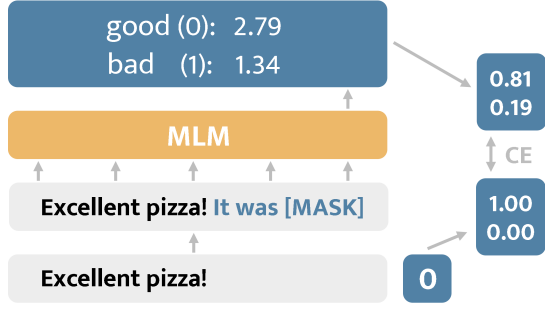 good (0): 2.79
bad (1): 1.34
0.81
0.19
MLM
CE
Excellent pizza! It was [MASK]
1.00
0.00
Excellent pizza!
0